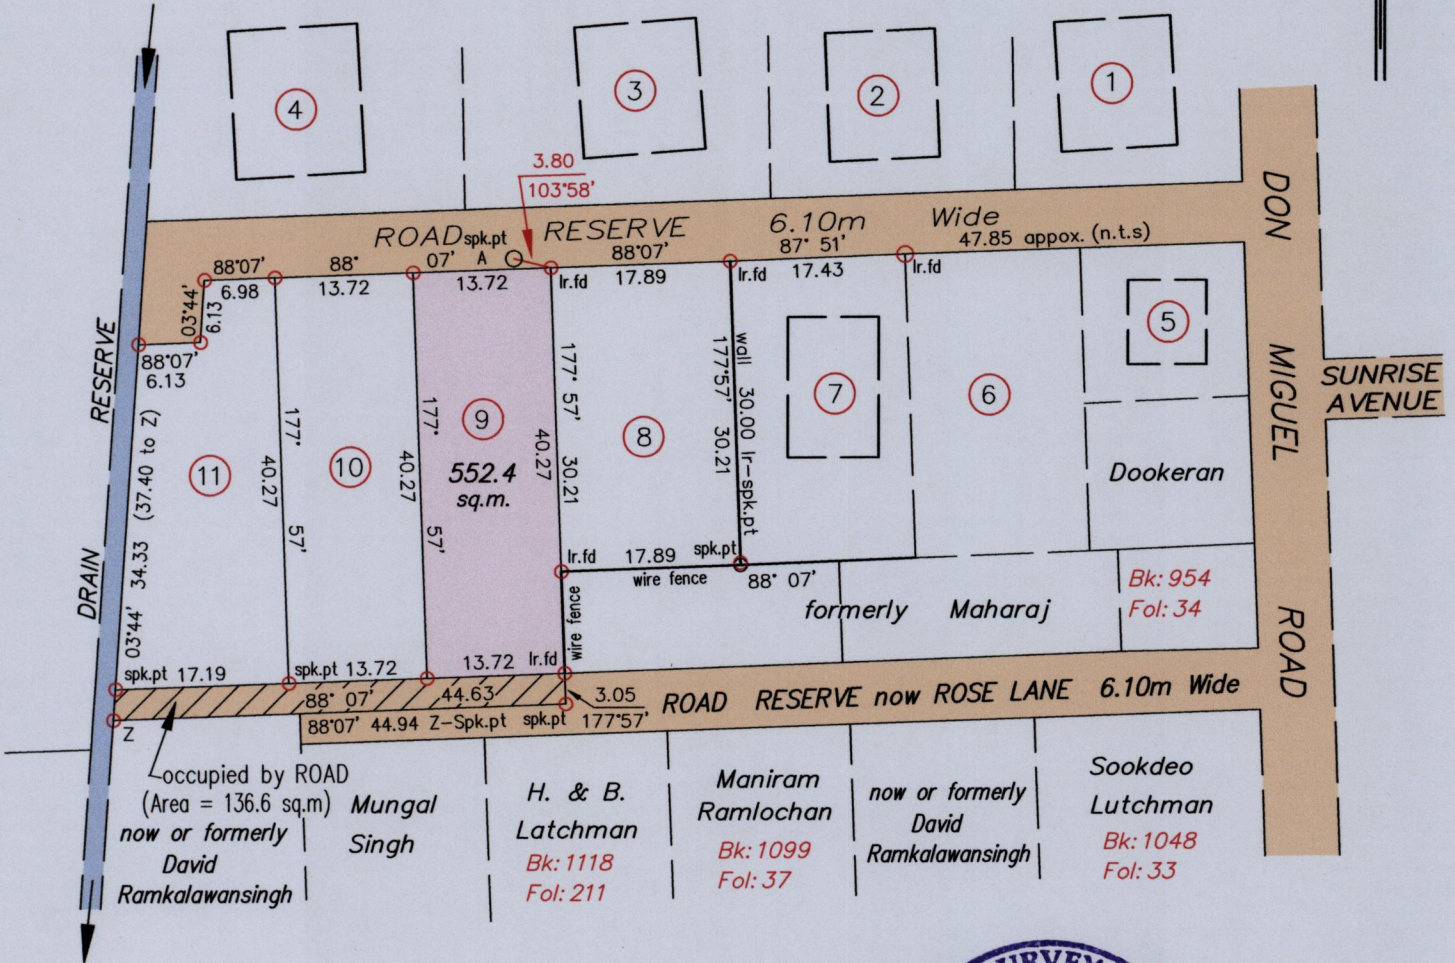 4
3
2
1
3.80
103°58'
ROAD RESERVE 6.10m Wide
spk.pt
A
88°07'
6.98
88° 07'
13.72
13.72
Ir.fd
88°07'
17.89
87° 51'
17.43
Ir.fd
Ir.fd
47.85 appox. (n.t.s)
DON MIGUEL ROAD
SUNRISE
AVENUE
03°44'
6.13
88°07'
6.13
DRAIN RESERVE
03°44' 34.33 (37.40 to Z)
11
177° 57'
40.27
10
177° 57'
40.27
9
552.4
sq.m.
177° 57'
40.27
30.21
8
177°57' 30.21
wall 30.00 Ir-spk.pt
7
6
5
Dookeran
Ir.fd 17.89 spk.pt
wire fence
88° 07'
wire fence
formerly Maharaj
Bk: 954
Fol: 34
spk.pt 17.19
spk.pt 13.72
13.72 Ir.fd
88° 07' 44.63
3.05
177°57'
88°07' 44.94 Z-Spk.pt spk.pt
Z
ROAD RESERVE now ROSE LANE 6.10m Wide
occupied by ROAD
(Area = 136.6 sq.m)
now or formerly
David
Ramkalawansingh
Mungal
Singh
H. & B.
Latchman
Bk: 1118
Fol: 211
Maniram
Ramlochan
Bk: 1099
Fol: 37
now or formerly
David
Ramkalawansingh
Sookdeo
Lutchman
Bk: 1048
Fol: 33